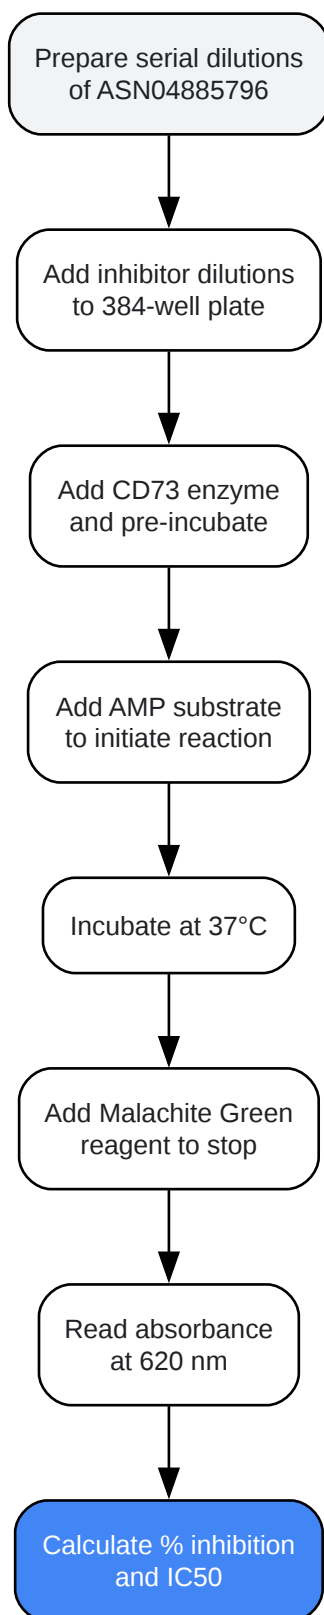 Prepare serial dilutions
of ASN04885796
Add inhibitor dilutions
to 384-well plate
Add CD73 enzyme
and pre-incubate
Add AMP substrate
to initiate reaction
Incubate at 37°C
Add Malachite Green
reagent to stop
Read absorbance
at 620 nm
Calculate % inhibition
and IC50